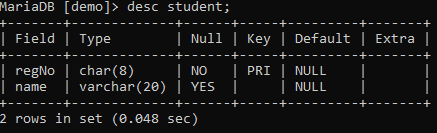 MariaDB [demo]> desc student;
+-------+-------------+------+-----+---------+-------+
| Field | Type        | Null | Key | Default | Extra |
+-------+-------------+------+-----+---------+-------+
| regNo | char(8)     | NO   | PRI | NULL    |       |
| name  | varchar(20) | YES  |     | NULL    |       |
+-------+-------------+------+-----+---------+-------+
2 rows in set (0.048 sec)